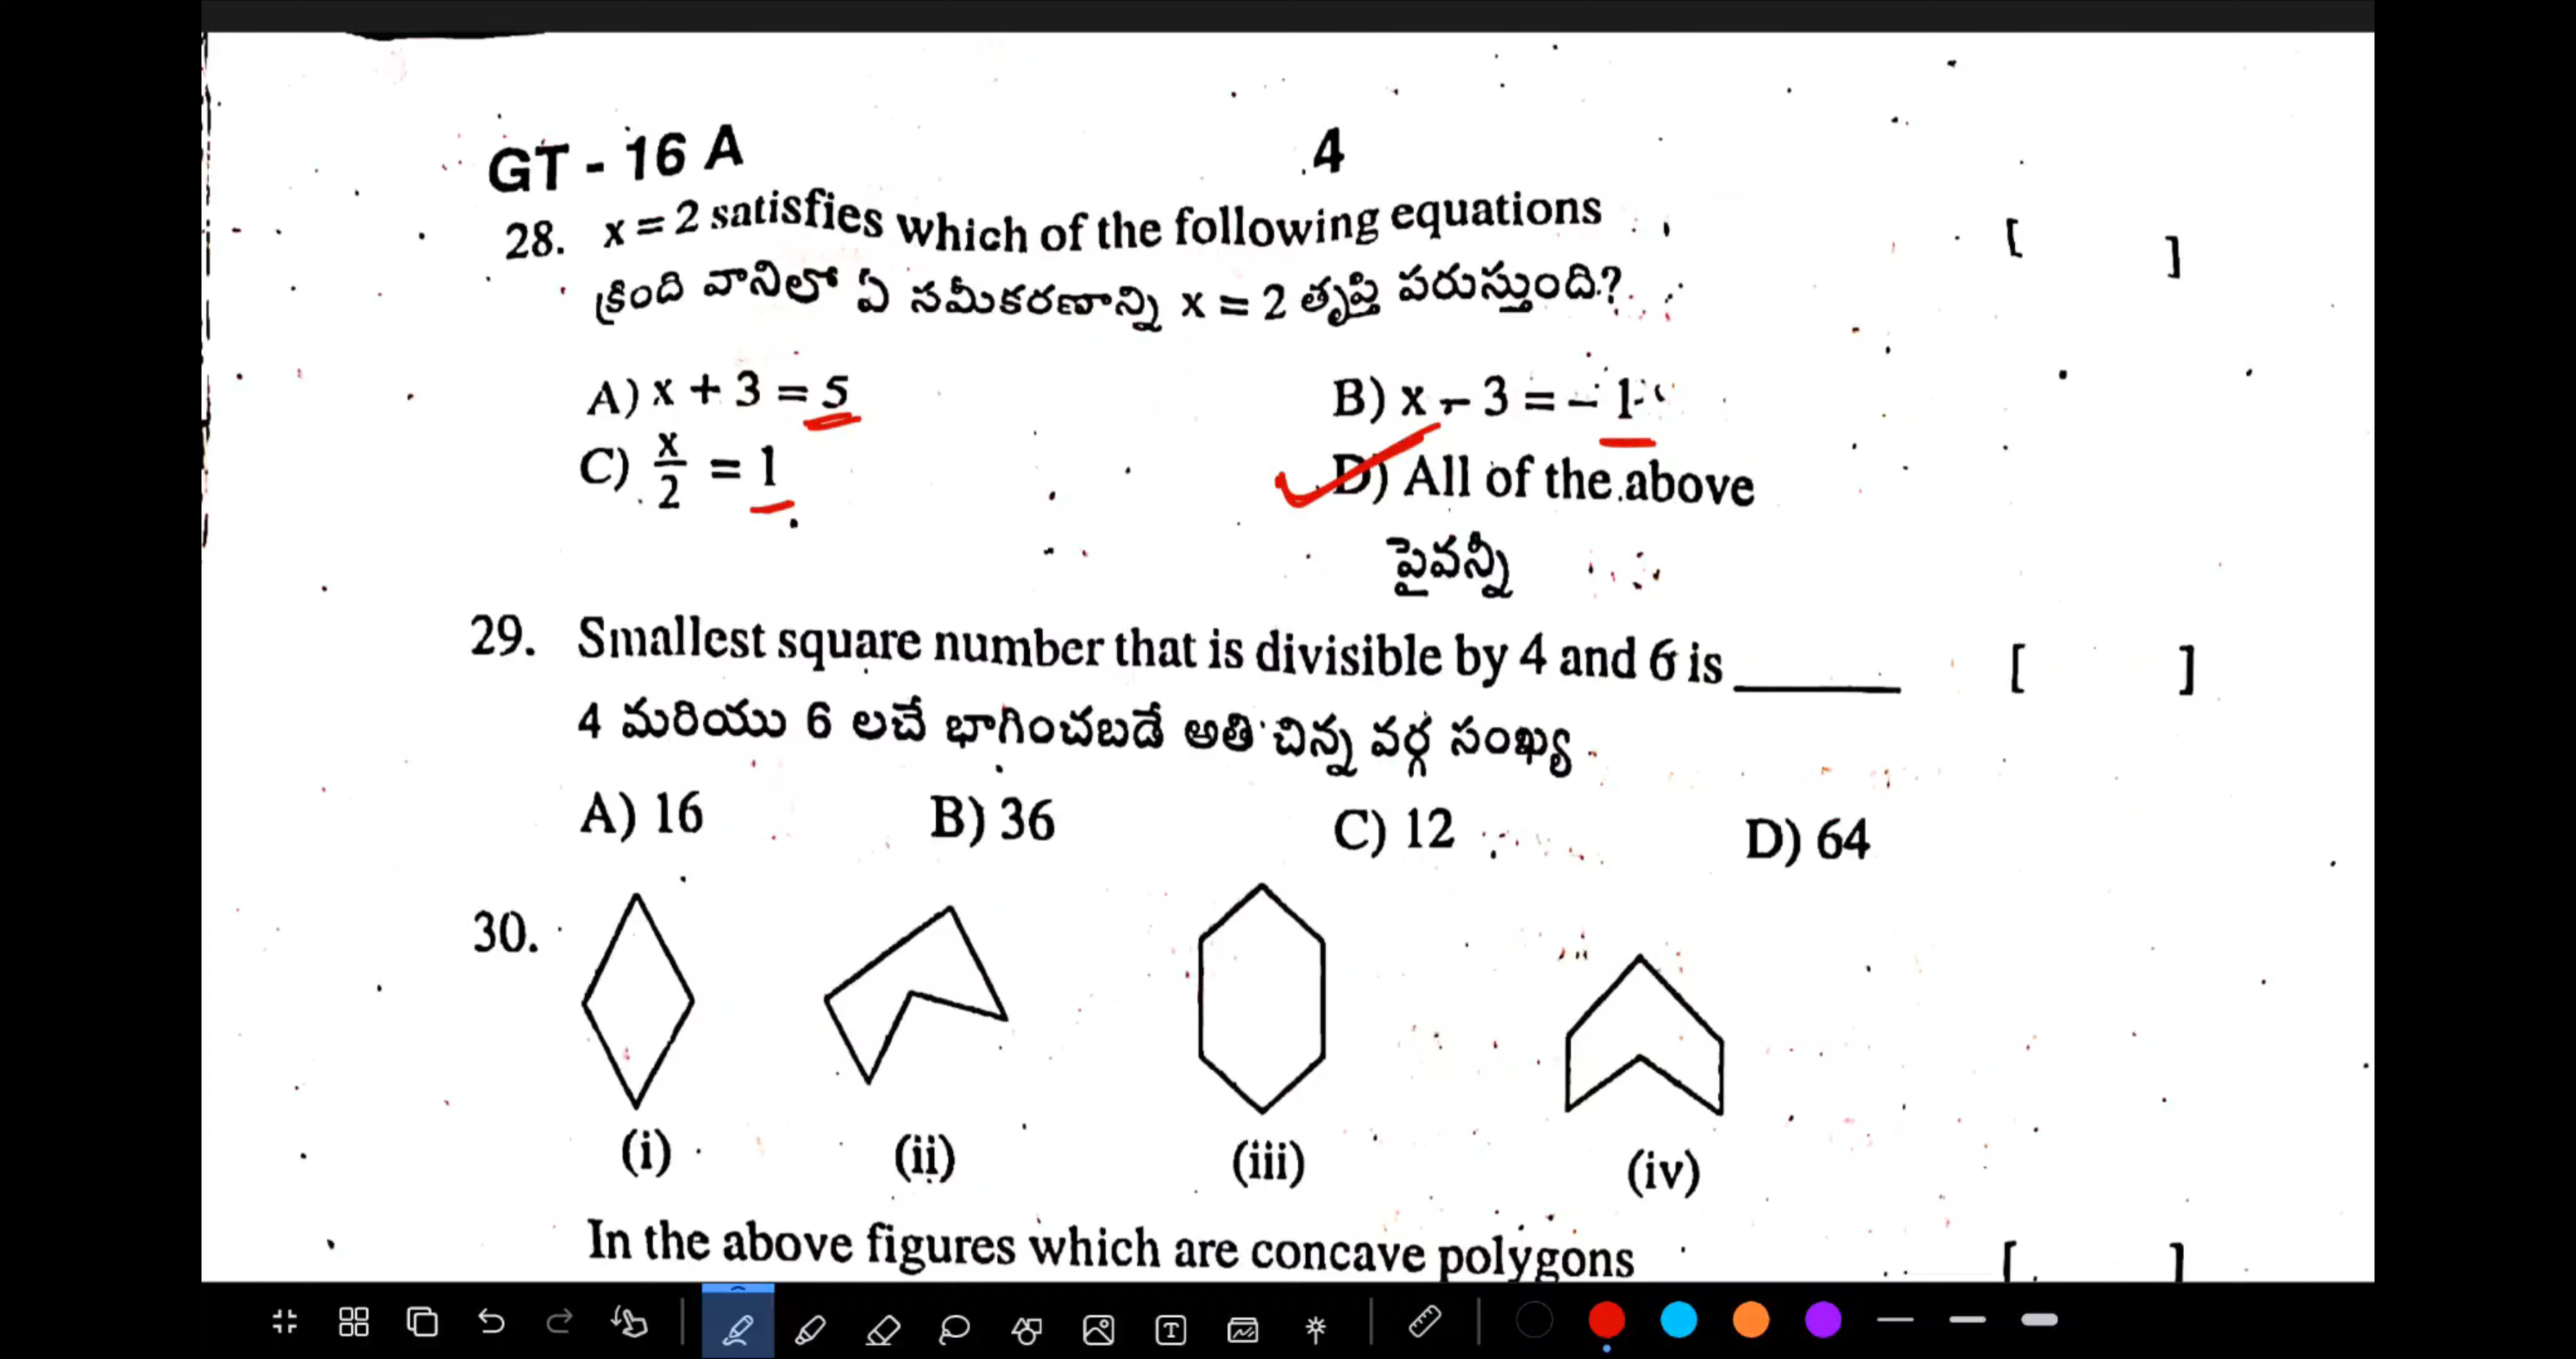 GT - 16 A 4
28. x = 2 satisfies which of the following equations [ ]
క్రింది వానిలో ఏ సమీకరణాన్ని x = 2 తృప్తి పరుస్తుంది?
A) x + 3 = 5 B) x - 3 = - 1
C) x/2 = 1 D) All of the above
పైవన్నీ
29. Smallest square number that is divisible by 4 and 6 is ______ [ ]
4 మరియు 6 లచే భాగించబడే అతి చిన్న వర్గ సంఖ్య
A) 16 B) 36 C) 12 D) 64
30.
(i) (ii) (iii) (iv)
In the above figures which are concave polygons [ ]